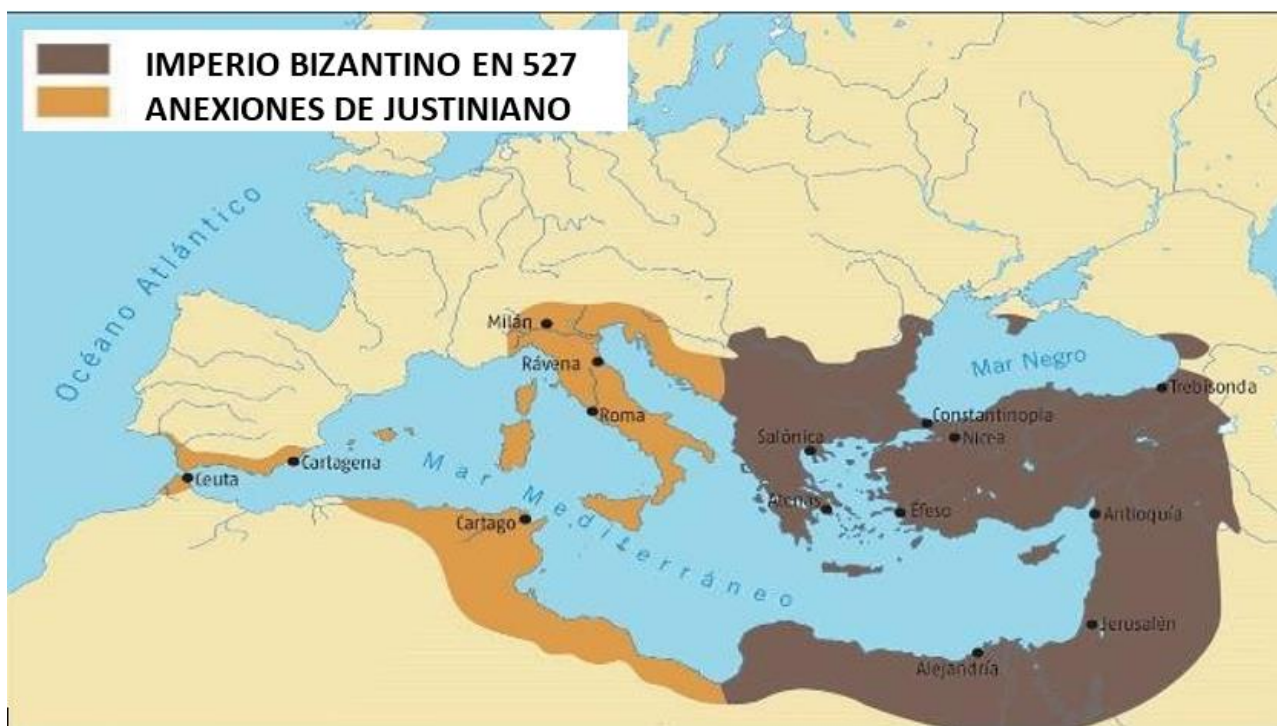 IMPERIO BIZANTINO EN 527
ANEXIONES DE JUSTINIANO
Océano Atlántico
Milán
Rávena
Roma
Mar Negro
Trebisonda
Constantinopla
Nicea
Salónica
Cartagena
Ceuta
Mar Mediterráneo
Cartago
Atenas
Éfeso
Antioquía
Jerusalén
Alejandría